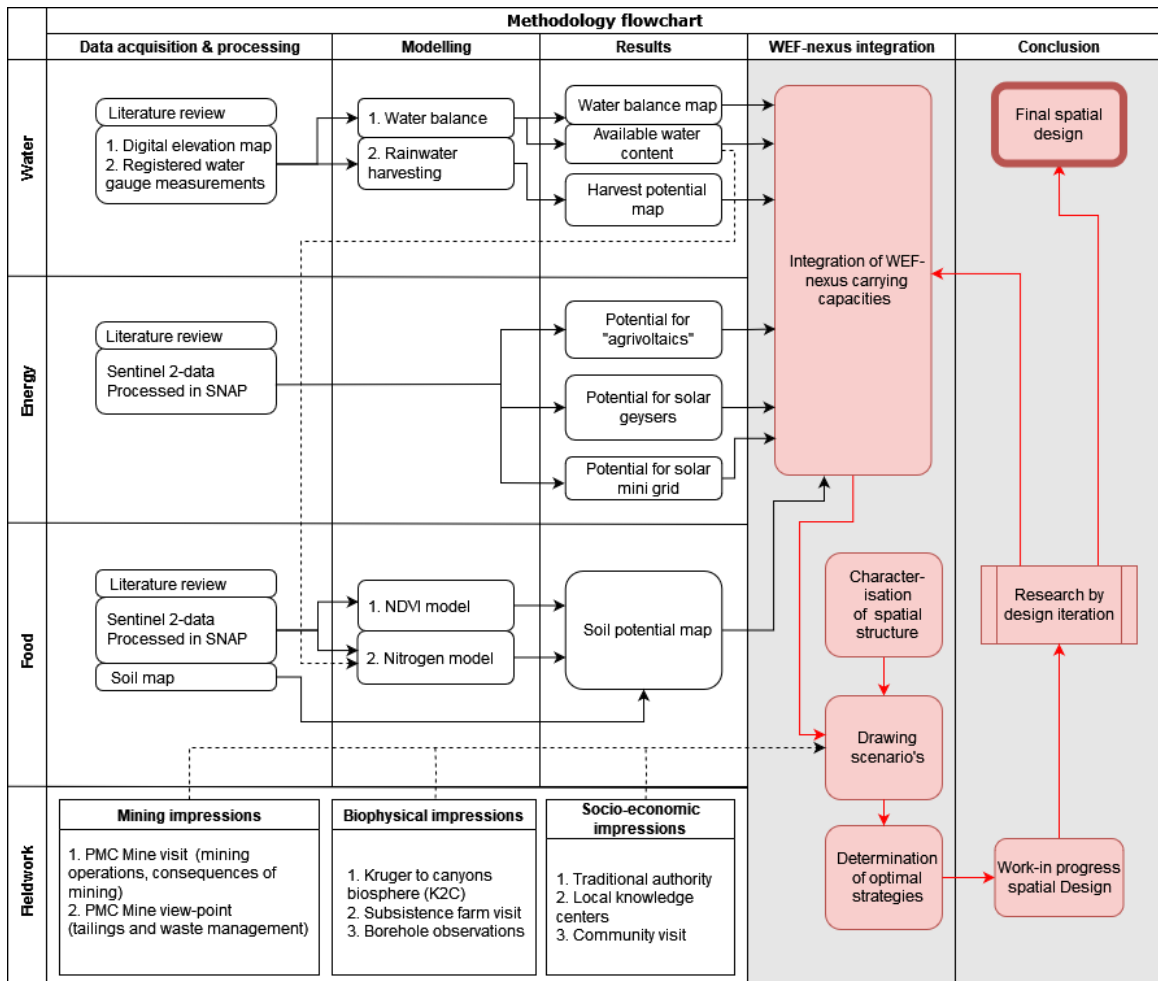 Methodology flowchart
Data acquisition & processing
Modelling
Results
WEF-nexus integration
Conclusion
Water
Literature review
1. Digital elevation map
2. Registered water
gauge measurements
1. Water balance
2. Rainwater
harvesting
Water balance map
Available water
content
Harvest potential
map
Integration of WEF-
nexus carrying
capacities
Final spatial
design
Energy
Literature review
Sentinel 2-data
Processed in SNAP
Potential for
"agrivoltaics"
Potential for solar
geysers
Potential for solar
mini grid
Food
Literature review
Sentinel 2-data
Processed in SNAP
Soil map
1. NDVI model
2. Nitrogen model
Soil potential map
Character-
isation
of spatial
structure
Research by
design iteration
Drawing
scenario's
Fieldwork
Mining impressions
1. PMC Mine visit (mining
operations, consequences of
mining)
2. PMC Mine view-point
(tailings and waste management)
Biophysical impressions
1. Kruger to canyons
biosphere (K2C)
2. Subsistence farm visit
3. Borehole observations
Socio-economic
impressions
1. Traditional authority
2. Local knowledge
centers
3. Community visit
Determination
of optimal
strategies
Work-in progress
spatial Design